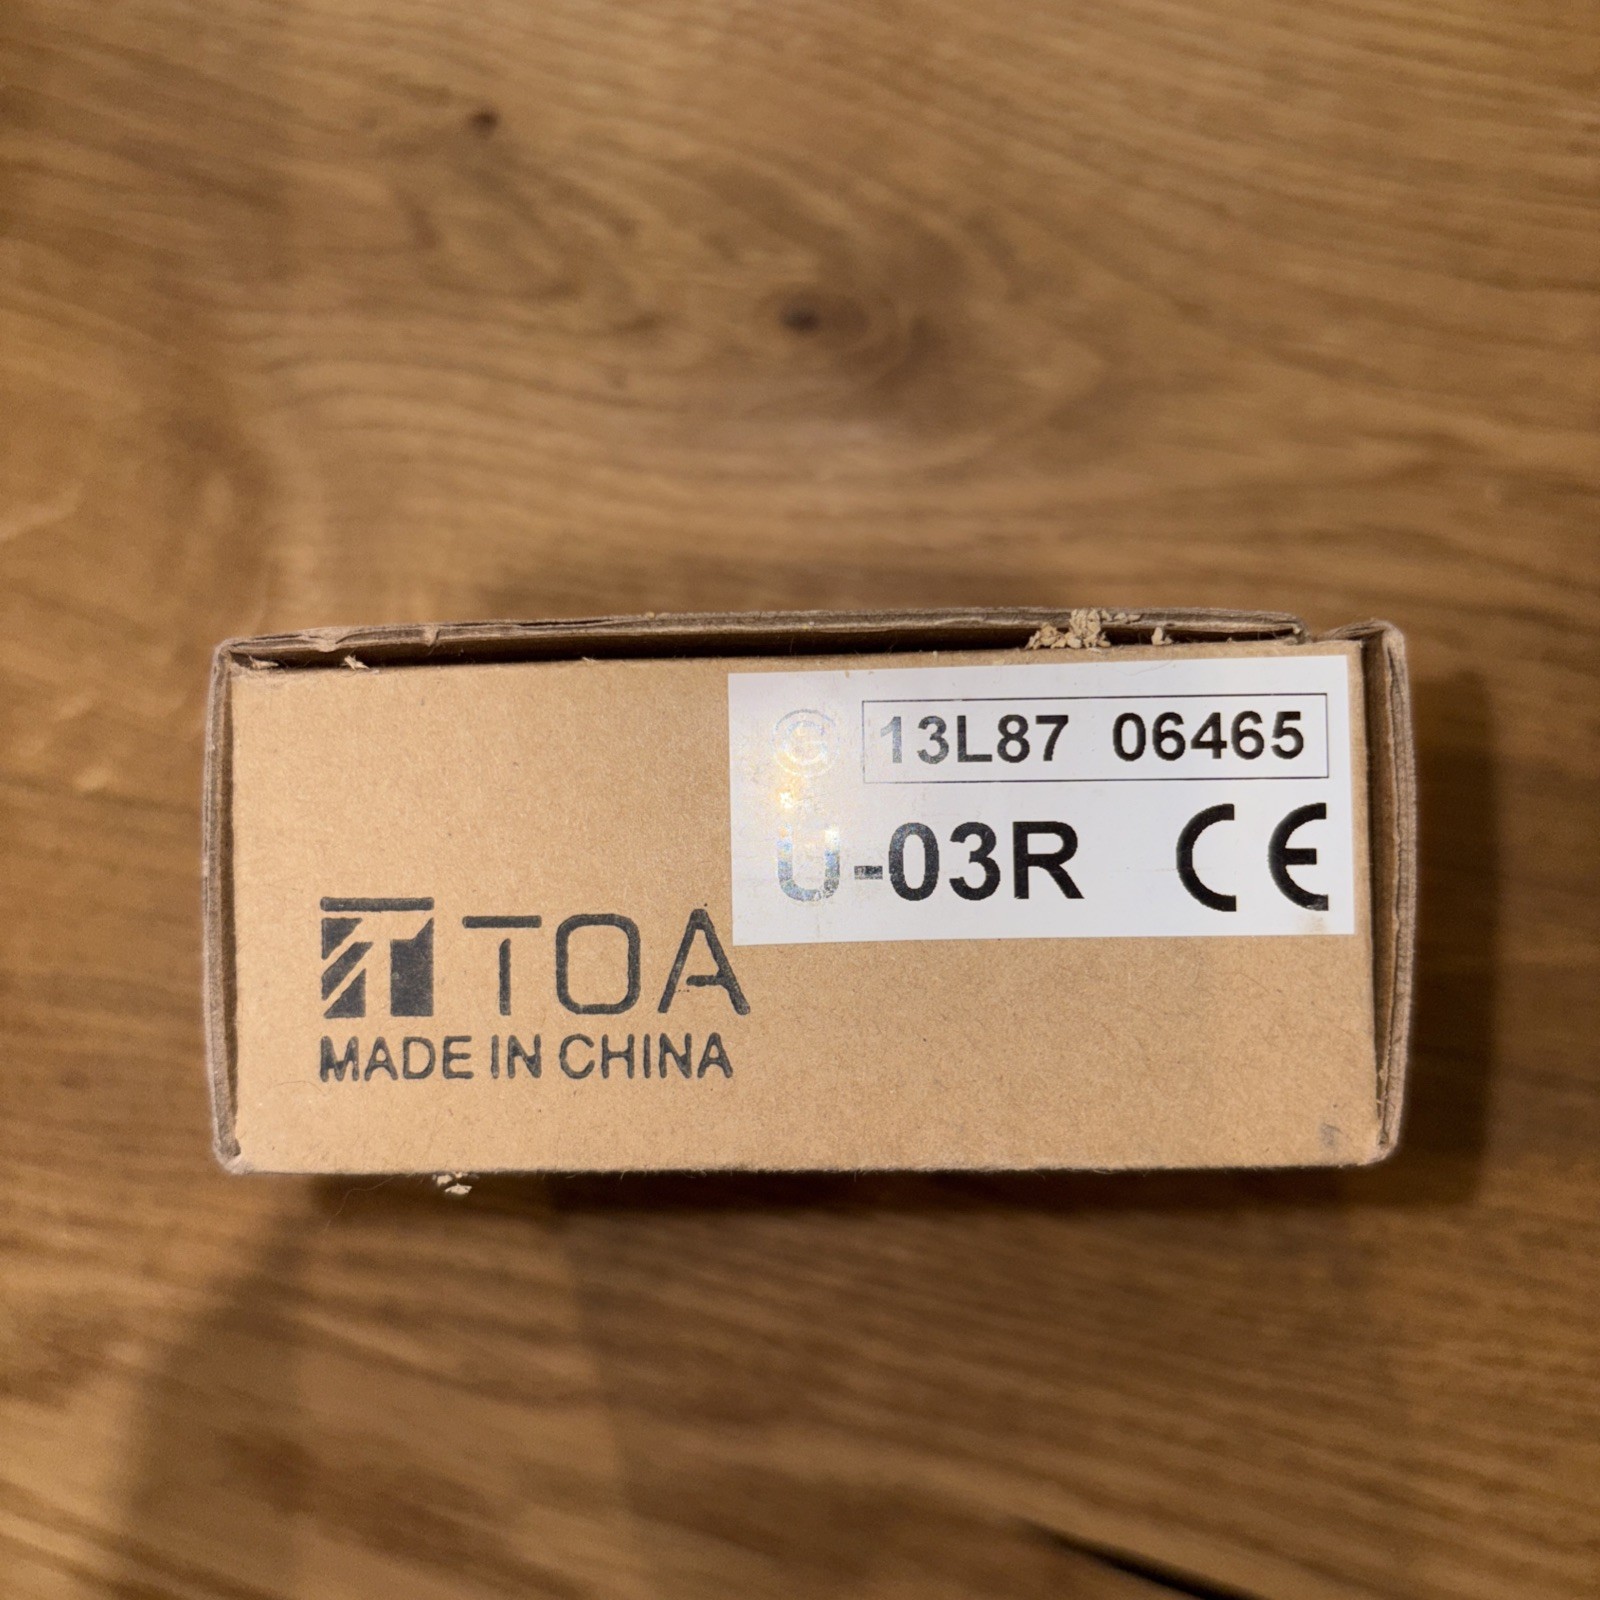 13L87 06465
U-03R CE
TOA
MADE IN CHINA